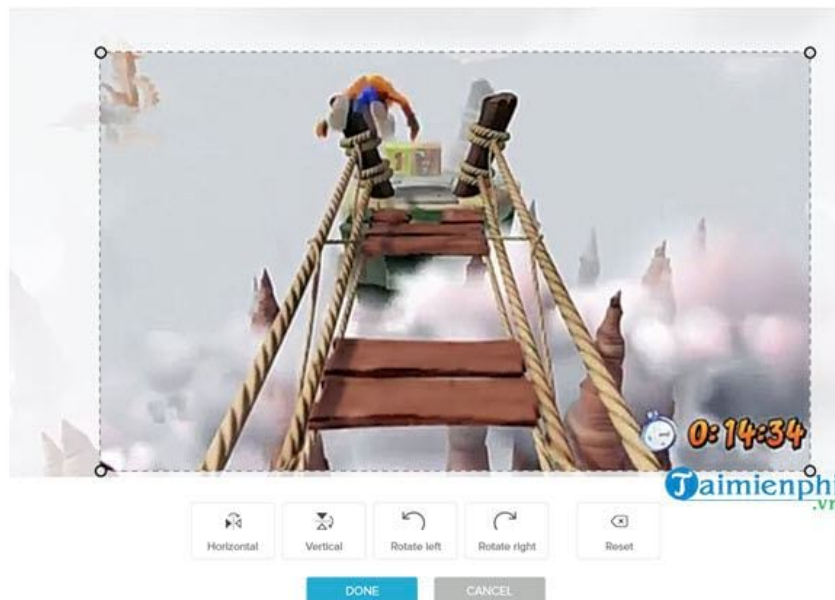 0:14:34
Taimienphi
.vn
Horizontal
Vertical
Rotate left
Rotate right
Reset
DONE
CANCEL